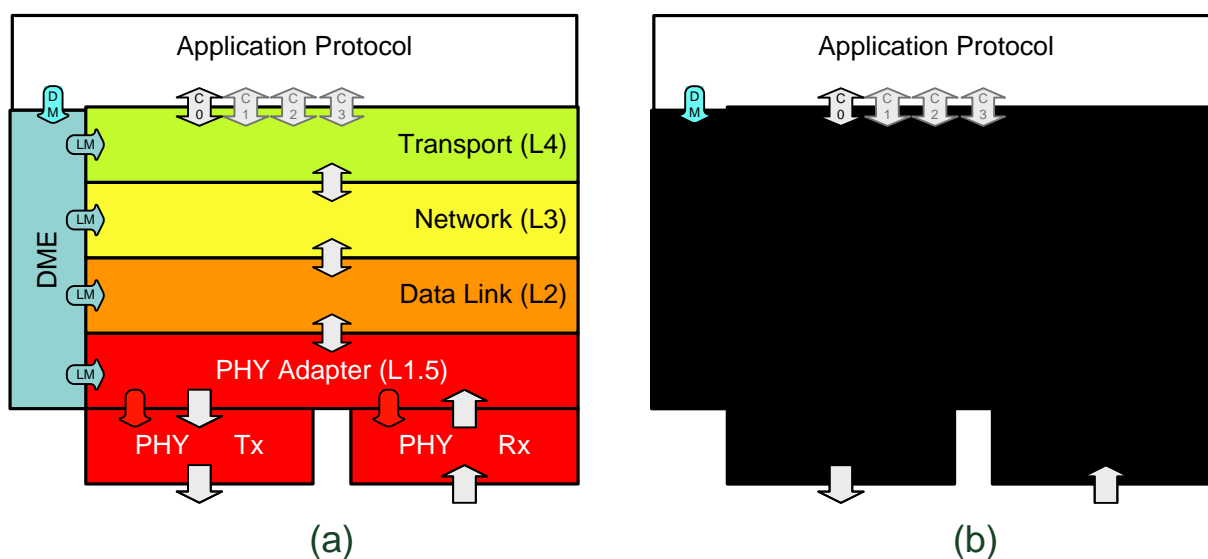 Application Protocol
DM
C0
C1
C2
C3
LM
Transport (L4)
LM
Network (L3)
DME
LM
Data Link (L2)
LM
PHY Adapter (L1.5)
PHY Tx
PHY Rx
(a)
Application Protocol
DM
C0
C1
C2
C3
(b)